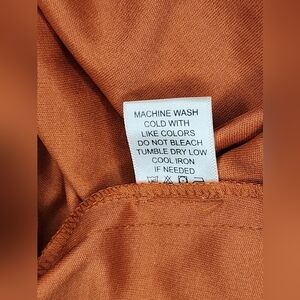 MACHINE WASH
COLD WITH
LIKE COLORS
DO NOT BLEACH
TUMBLE DRY LOW
COOL IRON
IF NEEDED